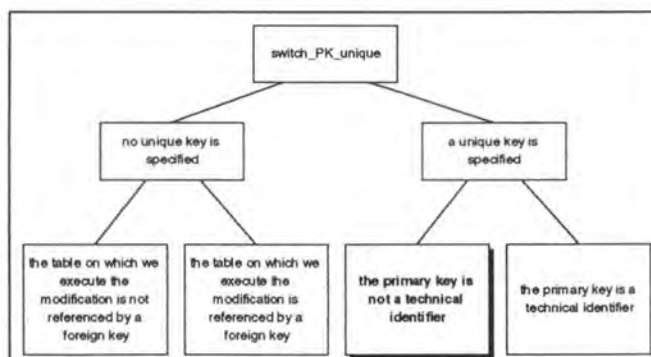 switch_PK_unique
no unique key is
specified
a unique key is
specified
the table on which we
execute the
modification is not
referenced by a
foreign key
the table on which we
execute the
modification is
referenced by a
foreign key
the primary key is
not a technical
identifier
the primary key is a
technical identifier